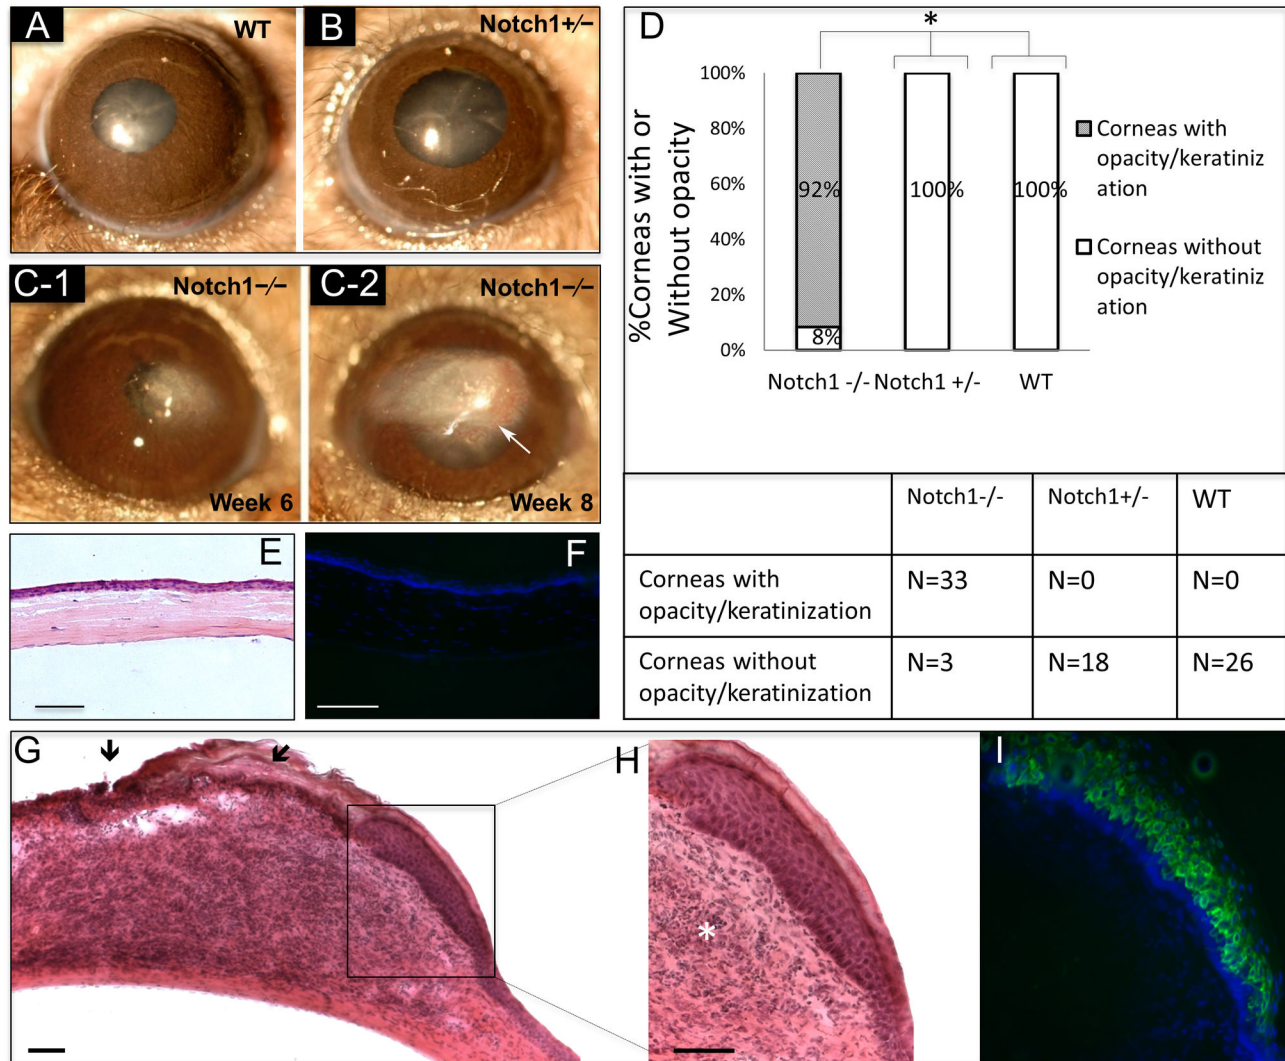 A
WT
B
Notch1+/−
C-1
Notch1−/−
Week 6
C-2
Notch1−/−
Week 8
D
*
%Corneas with or
Without opacity
100%
80%
60%
40%
20%
0%
92%
8%
100%
100%
Notch1 -/-
Notch1 +/-
WT
Corneas with
opacity/keratiniz
ation
Corneas without
opacity/keratiniz
ation
Notch1-/-
Notch1+/-
WT
Corneas with
opacity/keratinization
N=33
N=0
N=0
Corneas without
opacity/keratinization
N=3
N=18
N=26
E
F
G
H
*
I